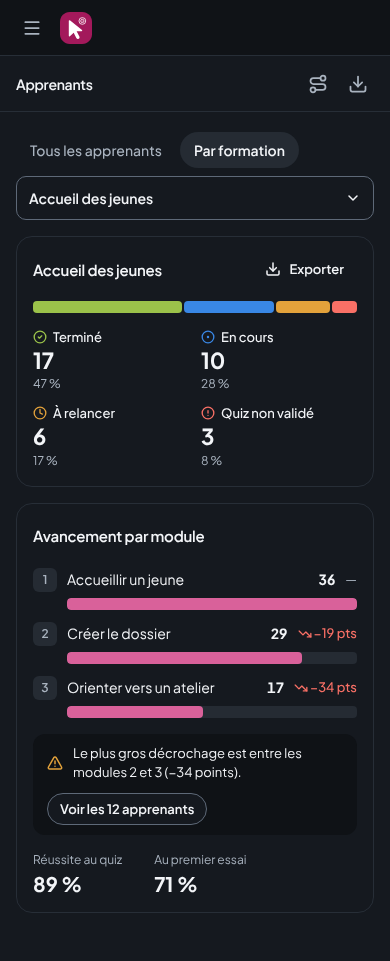 Apprenants
Tous les apprenants
Par formation
Accueil des jeunes
Accueil des jeunes
Exporter
Terminé
En cours
17
10
47 %
28 %
À relancer
Quiz non validé
6
3
17 %
8 %
Avancement par module
1 Accueillir un jeune 36 —
2 Créer le dossier 29 −19 pts
3 Orienter vers un atelier 17 −34 pts
Le plus gros décrochage est entre les
modules 2 et 3 (−34 points).
Voir les 12 apprenants
Réussite au quiz
Au premier essai
89 %
71 %